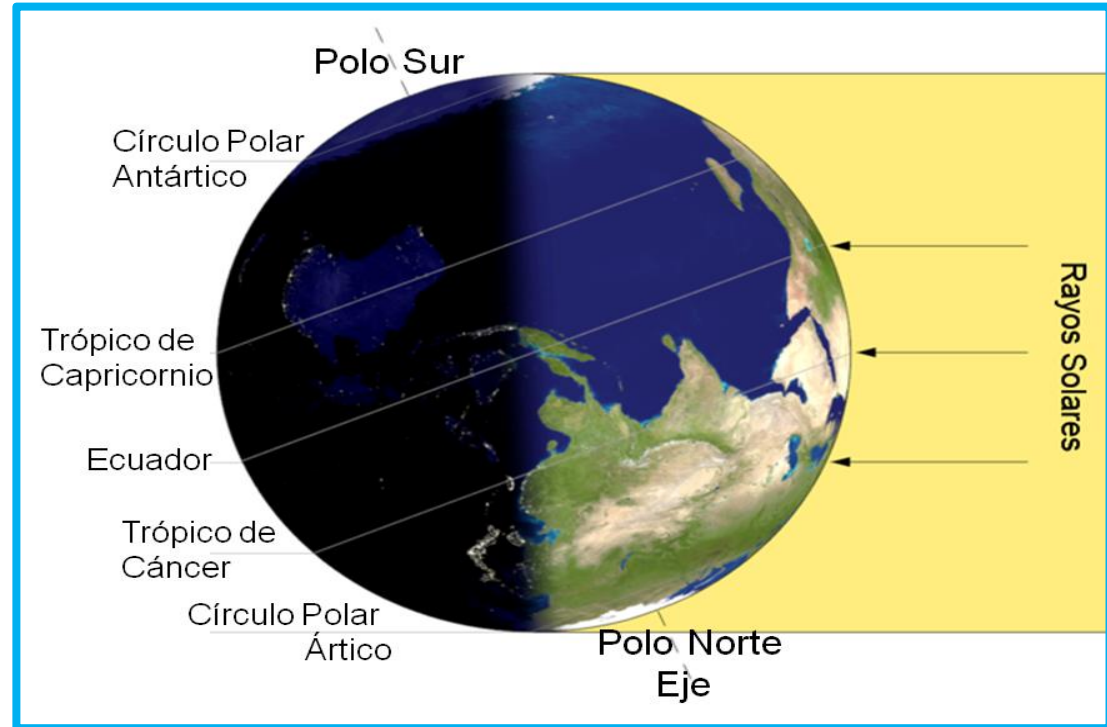 Polo Sur
Círculo Polar
Antártico
Trópico de
Capricornio
Ecuador
Trópico de
Cáncer
Círculo Polar
Ártico
Polo Norte
Eje
Rayos Solares